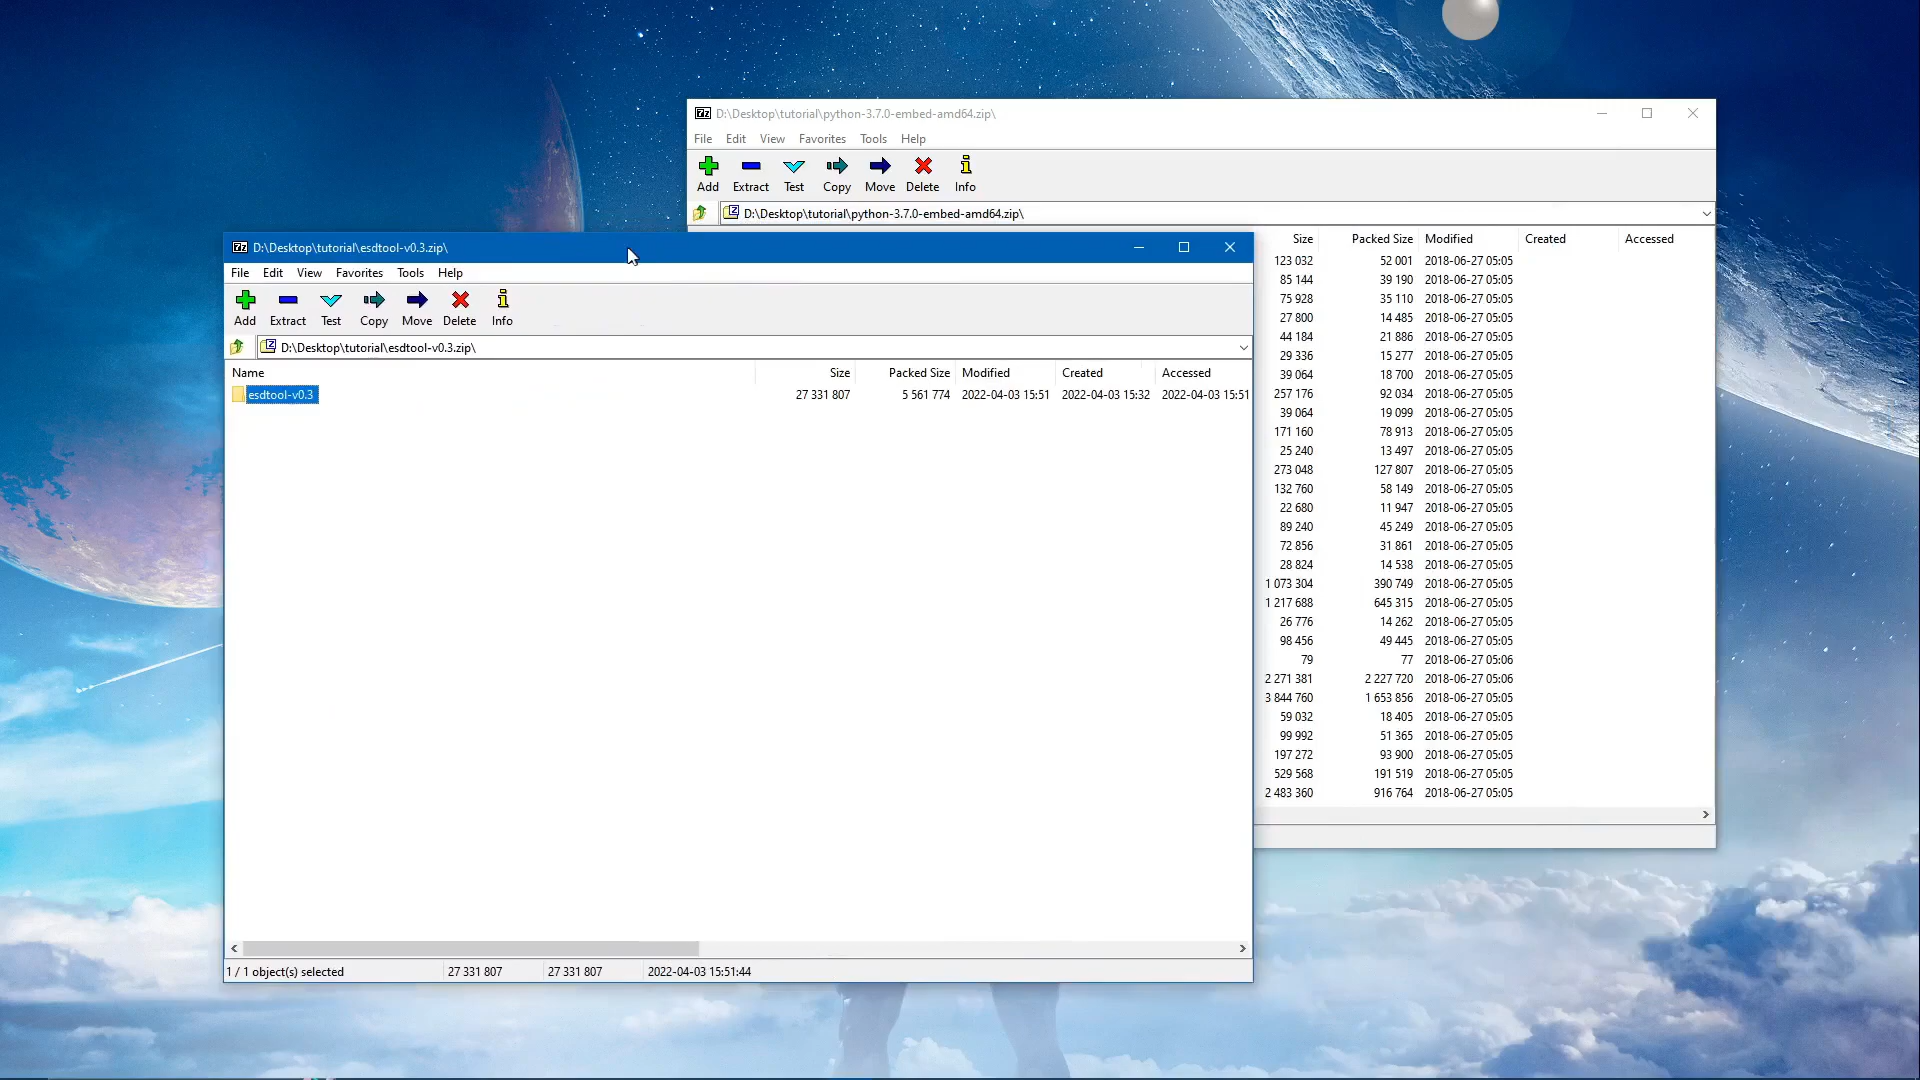 D:\Desktop\tutorial\python-3.7.0-embed-amd64.zip\
File Edit View Favorites Tools Help
Add Extract Test Copy Move Delete Info
D:\Desktop\tutorial\python-3.7.0-embed-amd64.zip\
Size Packed Size Modified Created Accessed
123 032 52 001 2018-06-27 05:05
85 144 39 190 2018-06-27 05:05
75 928 35 110 2018-06-27 05:05
27 800 14 485 2018-06-27 05:05
44 184 21 886 2018-06-27 05:05
29 336 15 277 2018-06-27 05:05
39 064 18 700 2018-06-27 05:05
257 176 92 034 2018-06-27 05:05
39 064 19 099 2018-06-27 05:05
171 160 78 913 2018-06-27 05:05
25 240 13 497 2018-06-27 05:05
273 048 127 807 2018-06-27 05:05
132 760 58 149 2018-06-27 05:05
22 680 11 947 2018-06-27 05:05
89 240 45 249 2018-06-27 05:05
72 856 31 861 2018-06-27 05:05
28 824 14 538 2018-06-27 05:05
1 073 304 390 749 2018-06-27 05:05
1 217 688 645 315 2018-06-27 05:05
26 776 14 262 2018-06-27 05:05
98 456 49 445 2018-06-27 05:05
79 77 2018-06-27 05:06
2 271 381 2 227 720 2018-06-27 05:06
3 844 760 1 653 856 2018-06-27 05:05
59 032 18 405 2018-06-27 05:05
99 992 51 365 2018-06-27 05:05
197 272 93 900 2018-06-27 05:05
529 568 191 519 2018-06-27 05:05
2 483 360 916 764 2018-06-27 05:05
D:\Desktop\tutorial\esdtool-v0.3.zip\
File Edit View Favorites Tools Help
Add Extract Test Copy Move Delete Info
D:\Desktop\tutorial\esdtool-v0.3.zip\
Name Size Packed Size Modified Created Accessed
esdtool-v0.3 27 331 807 5 561 774 2022-04-03 15:51 2022-04-03 15:32 2022-04-03 15:51
1 / 1 object(s) selected 27 331 807 27 331 807 2022-04-03 15:51:44